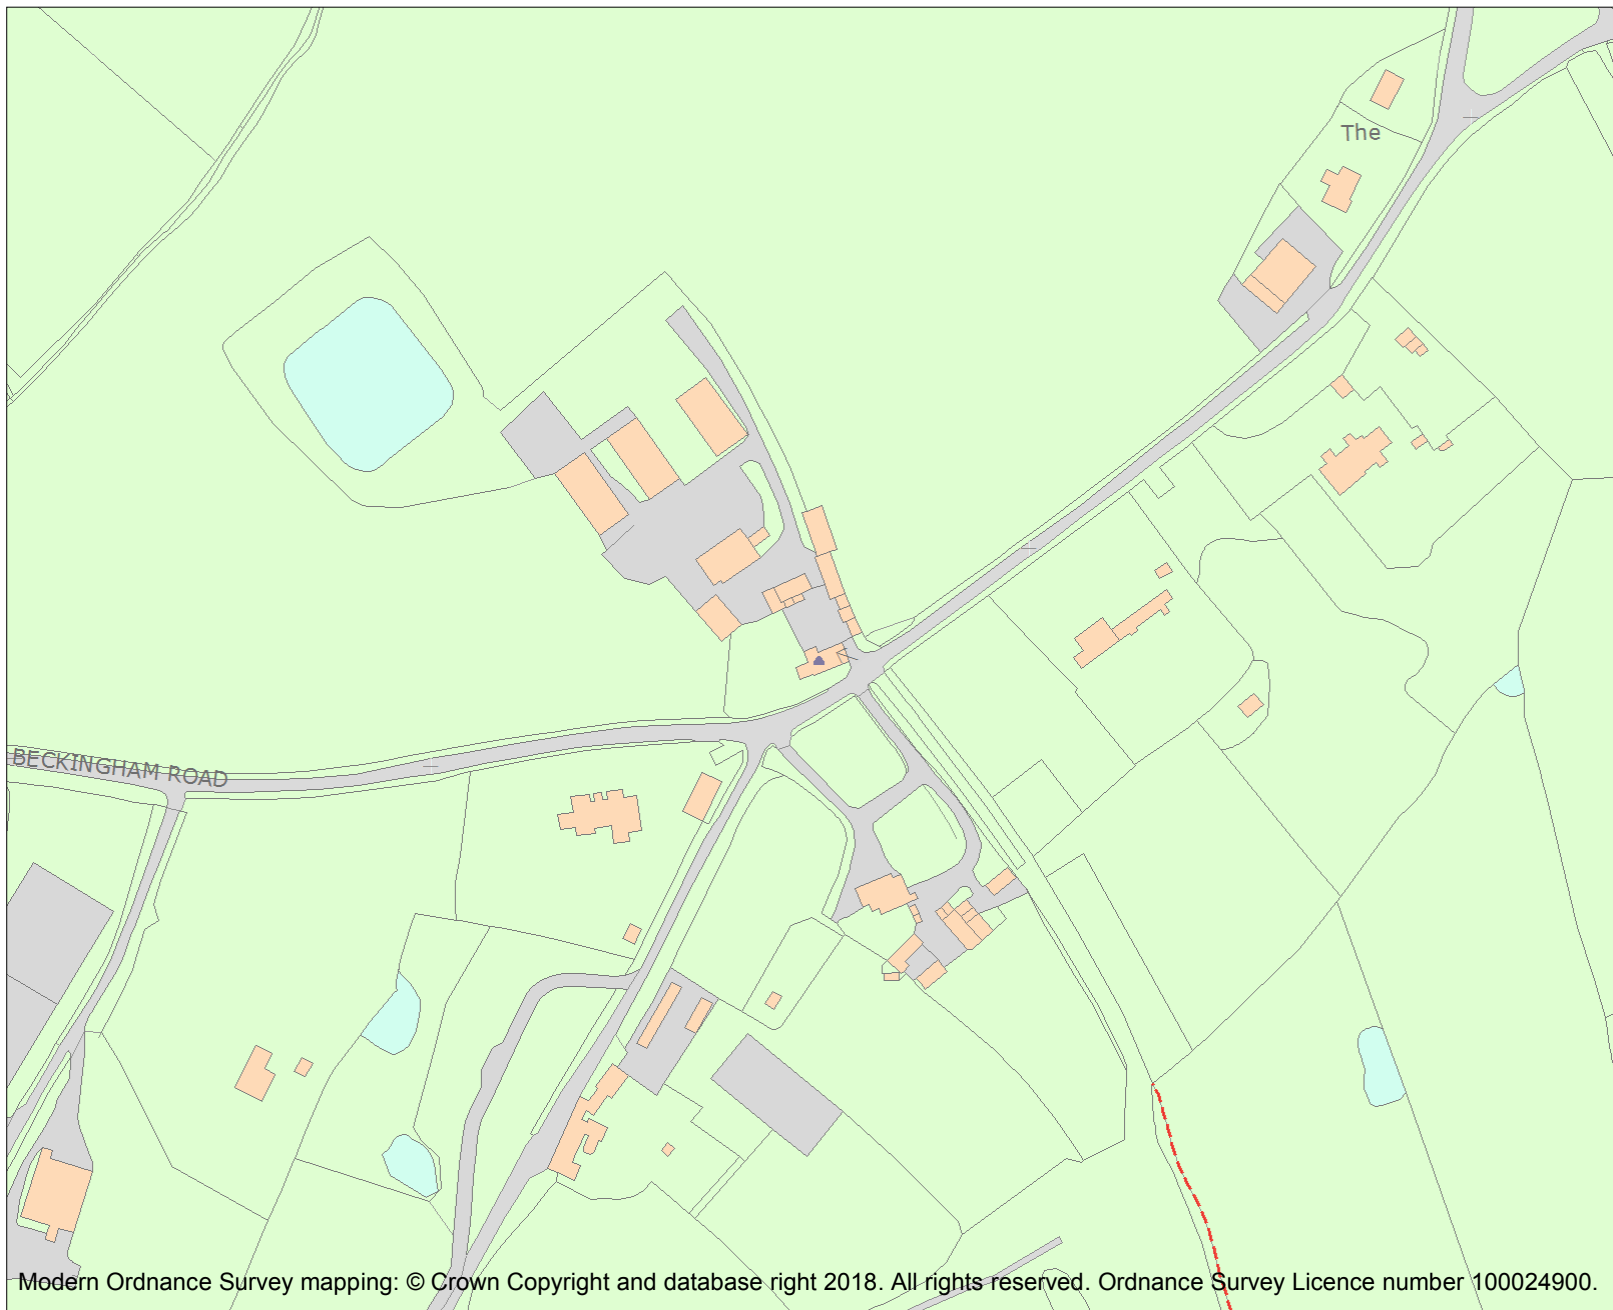 The
BECKINGHAM ROAD
Modern Ordnance Survey mapping: © Crown Copyright and database right 2018. All rights reserved. Ordnance Survey Licence number 100024900.